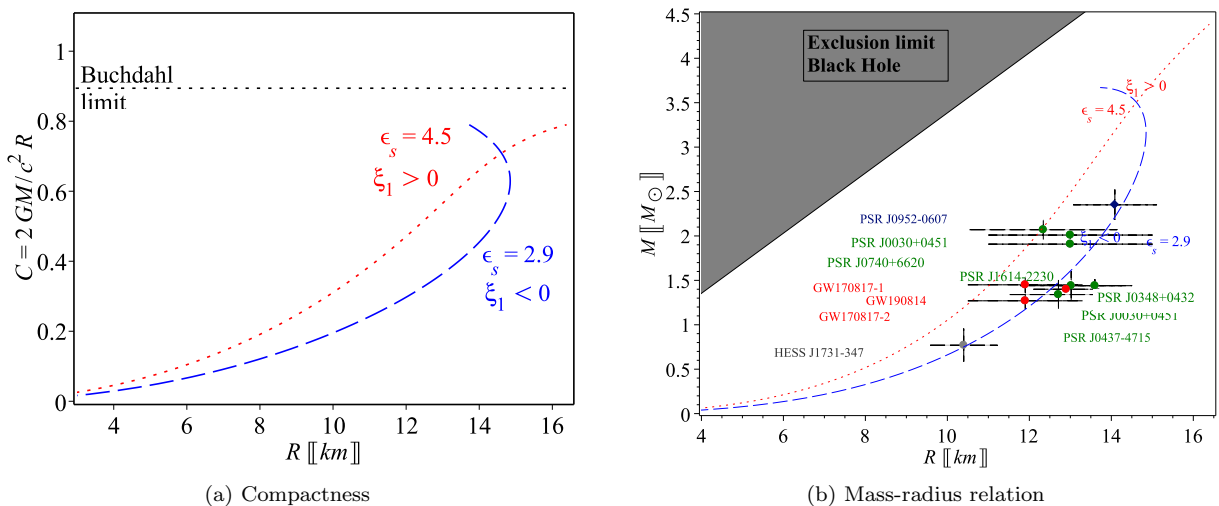 1
0.8
0.6
0.4
0.2
0
C = 2 GM/c² R
Buchdahl
limit
ϵₛ = 4.5
ξ₁ > 0
ϵₛ = 2.9
ξ₁ < 0
4 6 8 10 12 14 16
R ⟦km⟧
(a) Compactness
4.5
4
3.5
3
2.5
2
1.5
1
0.5
0
M ⟦M⊙⟧
Exclusion limit
Black Hole
ξ₁ > 0
ϵₛ = 4.5
PSR J0952-0607
PSR J0030+0451
ξ₁ < 0
ϵₛ = 2.9
PSR J0740+6620
PSR J1614-2230
GW170817-1
GW190814
PSR J0348+0432
GW170817-2
PSR J0030+0451
PSR J0437-4715
HESS J1731-347
4 6 8 10 12 14 16
R ⟦km⟧
(b) Mass-radius relation